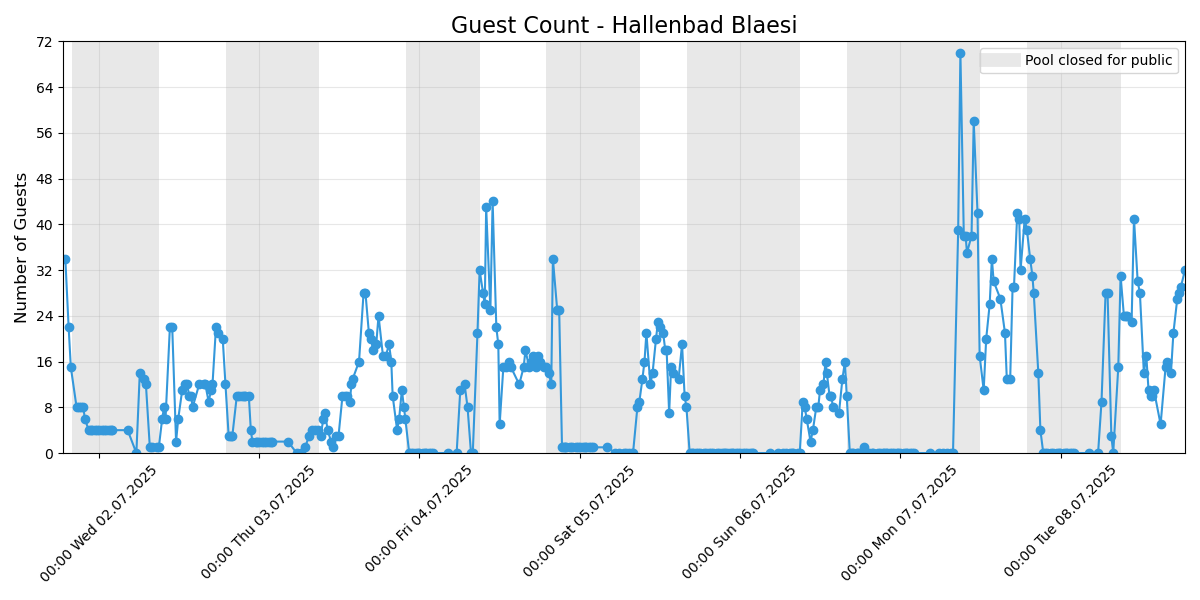 Guest Count - Hallenbad Blaesi
Pool closed for public
Number of Guests
72
64
56
48
40
32
24
16
8
0
00:00 Wed 02.07.2025
00:00 Thu 03.07.2025
00:00 Fri 04.07.2025
00:00 Sat 05.07.2025
00:00 Sun 06.07.2025
00:00 Mon 07.07.2025
00:00 Tue 08.07.2025